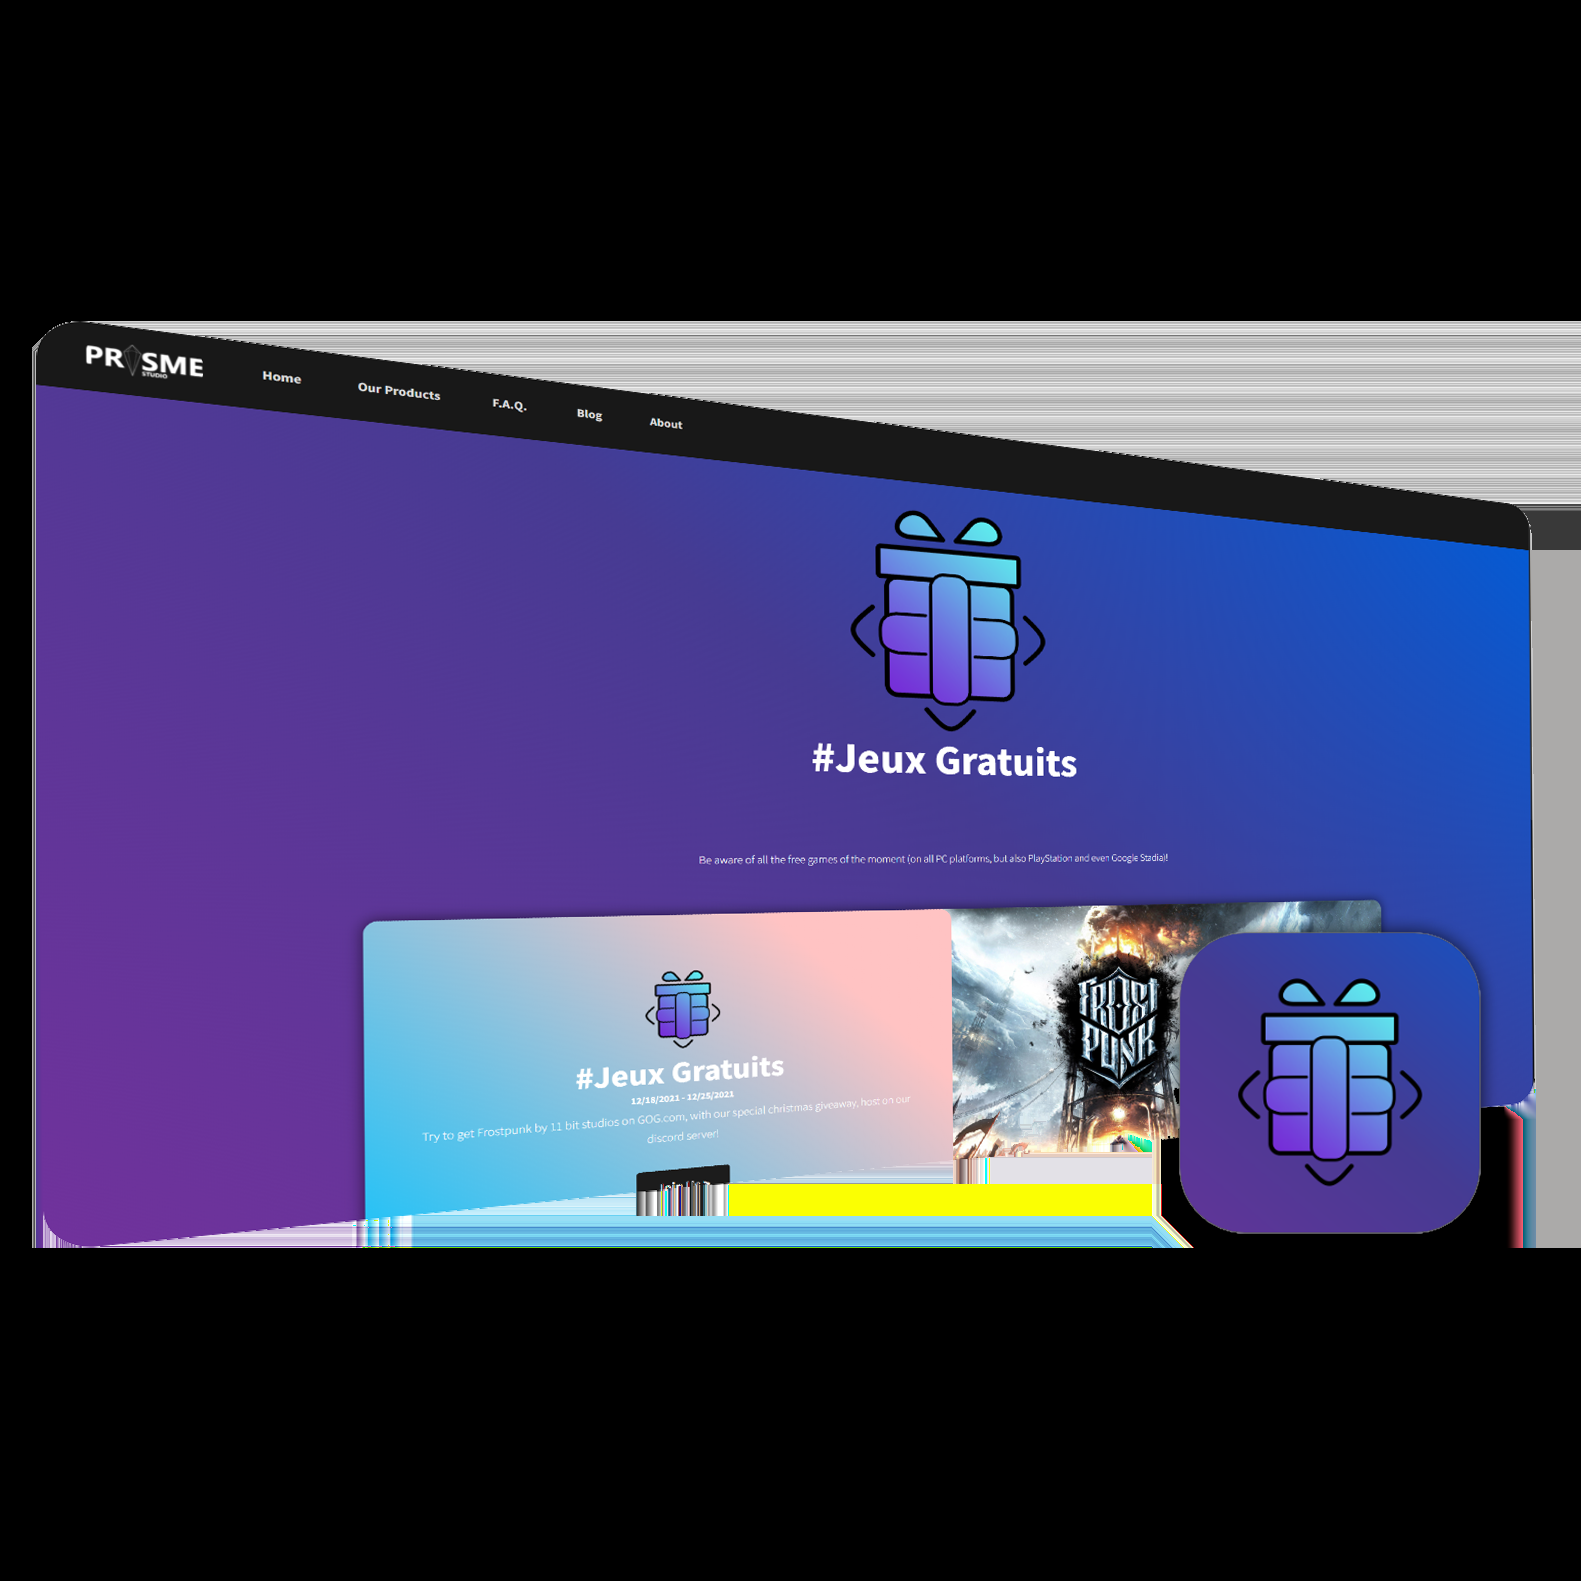 PRISME
STUDIO
Home
Our Products
F.A.Q.
Blog
About
#Jeux Gratuits
Be aware of all the free games of the moment (on all PC platforms, but also PlayStation and even Google Stadia)!
#Jeux Gratuits
12/18/2021 - 12/25/2021
Try to get Frostpunk by 11 bit studios on GOG.com, with our special christmas giveaway, host on our
discord server!
FROST
PUNK